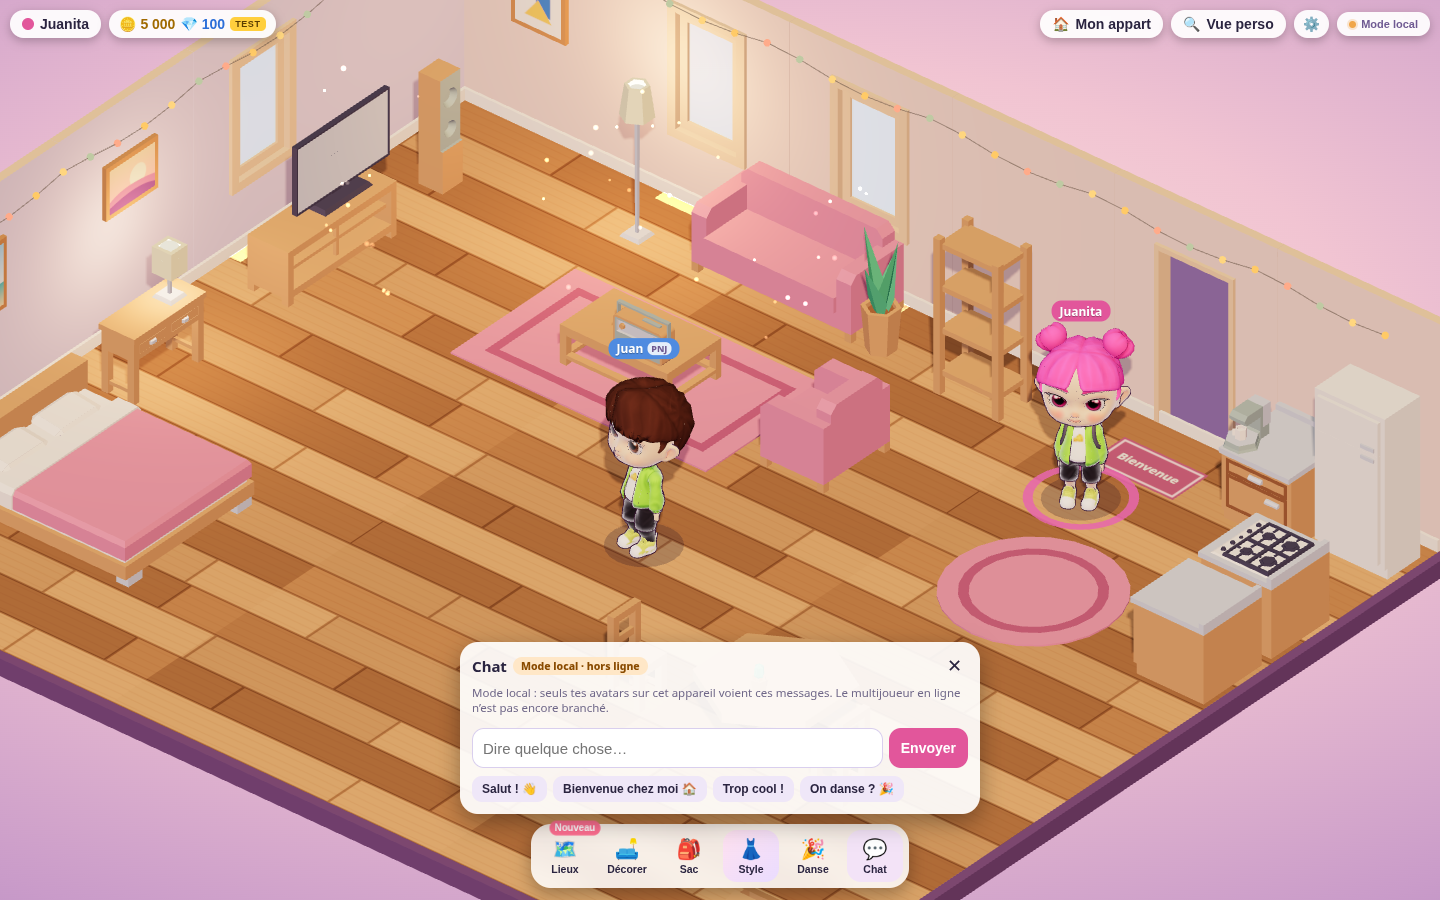 Juanita
5 000 100 TEST
Mon appart
Vue perso
Mode local
Juan PNJ
Juanita
Bienvenue
Chat Mode local · hors ligne
Mode local : seuls tes avatars sur cet appareil voient ces messages. Le multijoueur en ligne
n'est pas encore branché.
Dire quelque chose…
Envoyer
Salut ! 👋
Bienvenue chez moi 🏠
Trop cool !
On danse ? 🎉
Nouveau
Lieux
Décorer
Sac
Style
Danse
Chat